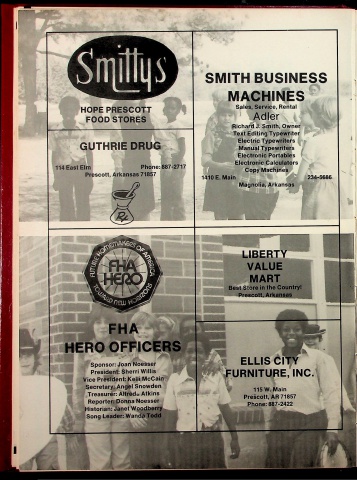 Smittys
HOPE PRESCOTT
FOOD STORES
GUTHRIE DRUG
114 East Elm Phone: 887-2717
Prescott, Arkansas 71857
Rx
SMITH BUSINESS
MACHINES
Sales, Service, Rental
Adler
Richard J. Smith, Owner
Text Editing Typewriter
Electric Typewriters
Manual Typewriters
Electronic Portables
Electronic Calculators
Copy Machines
1410 E. Main 234-5686
Magnolia, Arkansas
FUTURE HOMEMAKERS OF AMERICA
FHA
HERO
TOWARD NEW HORIZONS
FHA
HERO OFFICERS
Sponsor: Joan Noesser
President: Sherri Willis
Vice President: Kelli McCain
Secretary: Angel Snowden
Treasurer: Alfreda Atkins
Reporter: Donna Noesser
Historian: Janet Woodberry
Song Leader: Wanda Todd
LIBERTY
VALUE
MART
Best Store in the Country!
Prescott, Arkansas
ELLIS CITY
FURNITURE, INC.
115 W. Main
Prescott, AR 71857
Phone: 887-2422